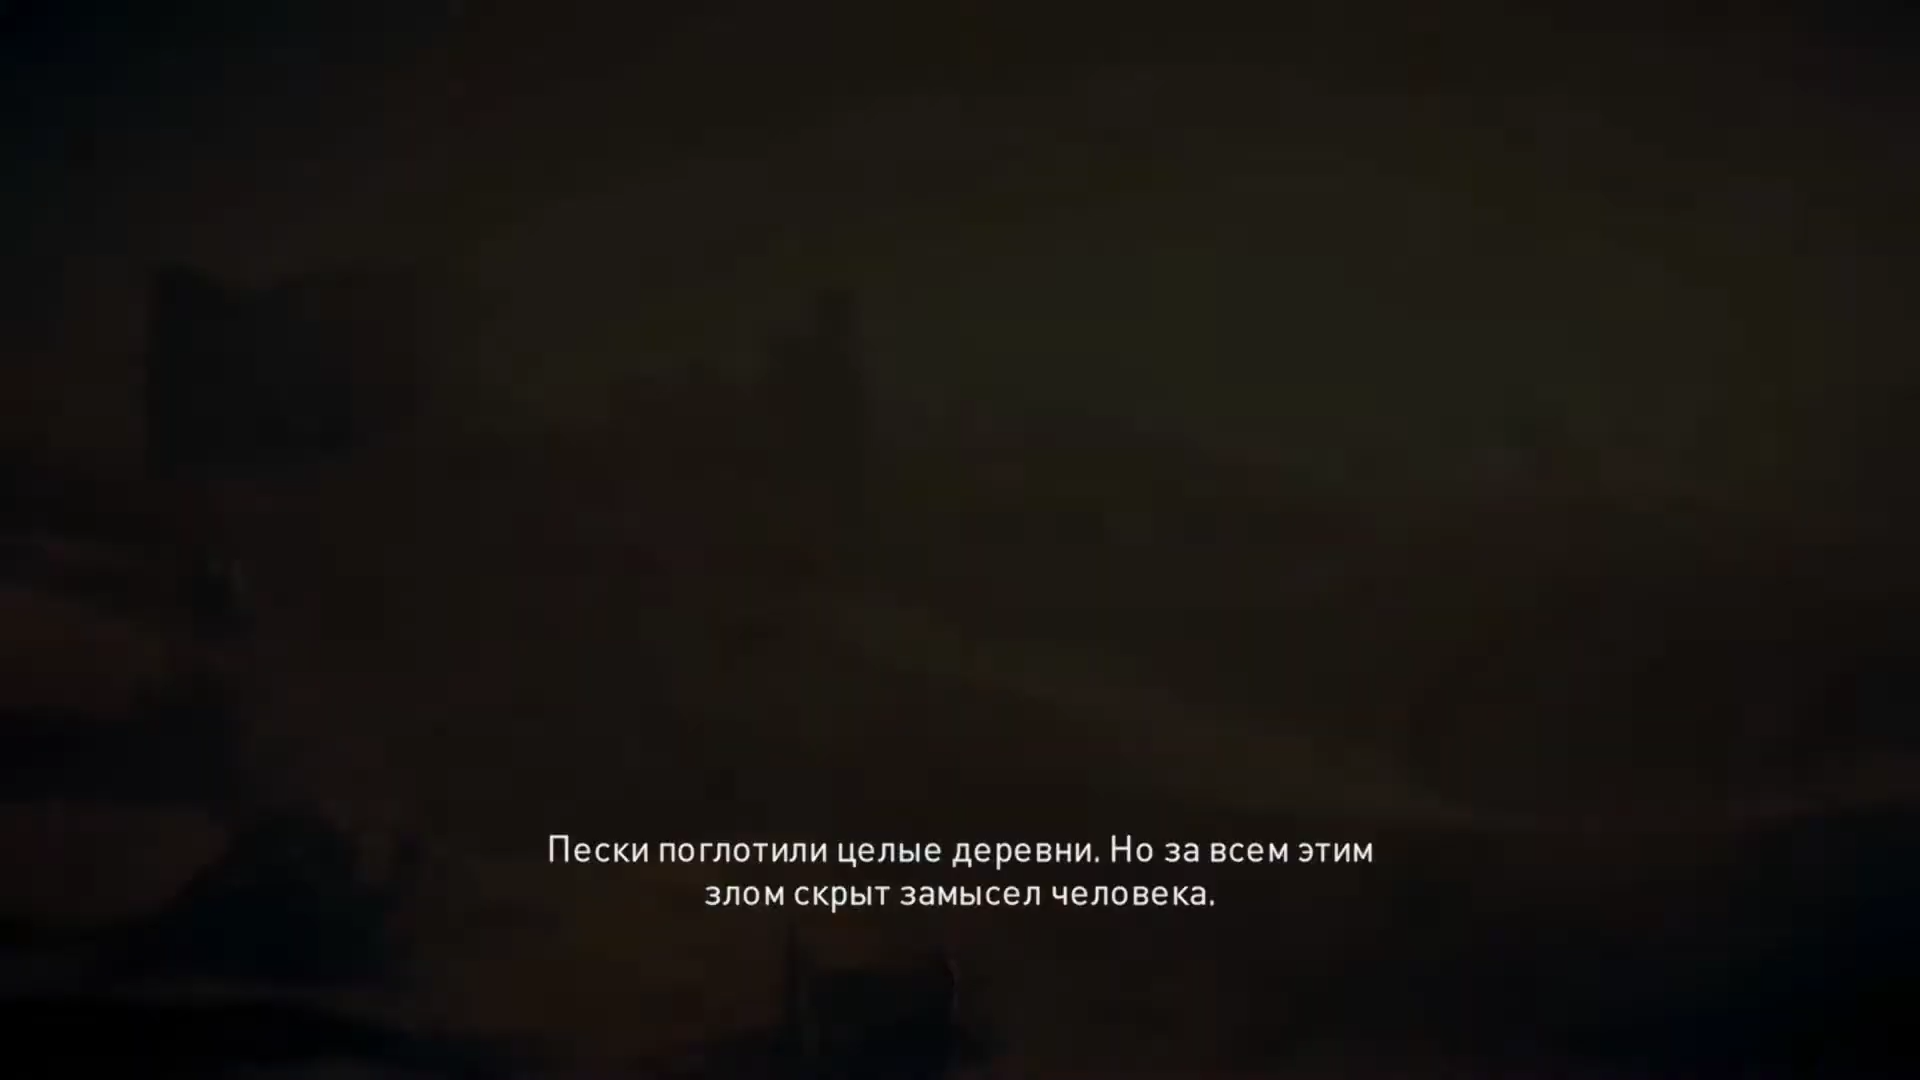 Пески поглотили целые деревни. Но за всем этим
злом скрыт замысел человека.